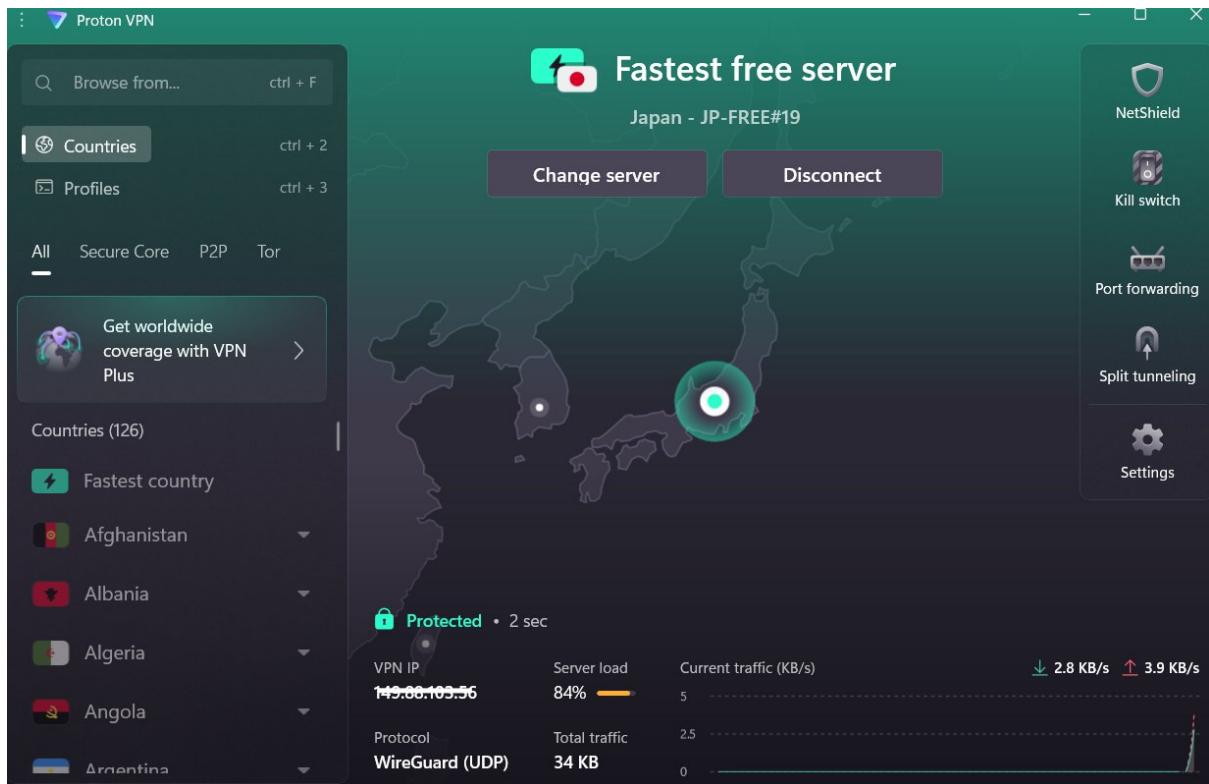 Proton VPN
Browse from...
ctrl + F
Countries
ctrl + 2
Profiles
ctrl + 3
All
Secure Core
P2P
Tor
Get worldwide
coverage with VPN
Plus
Countries (126)
Fastest country
Afghanistan
Albania
Algeria
Angola
Argentina
Fastest free server
Japan - JP-FREE#19
Change server
Disconnect
Protected • 2 sec
VPN IP
Server load
84%
Protocol
WireGuard (UDP)
Total traffic
34 KB
Current traffic (KB/s)
2.8 KB/s
3.9 KB/s
5
2.5
0
NetShield
Kill switch
Port forwarding
Split tunneling
Settings